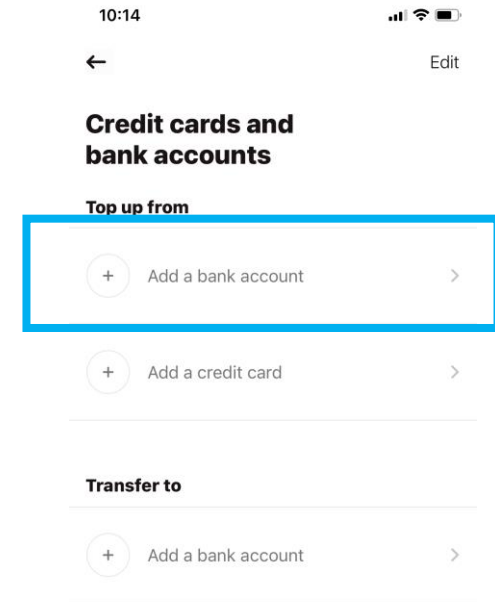 10:14
Edit
Credit cards and
bank accounts
Top up from
+ Add a bank account
+ Add a credit card
Transfer to
+ Add a bank account